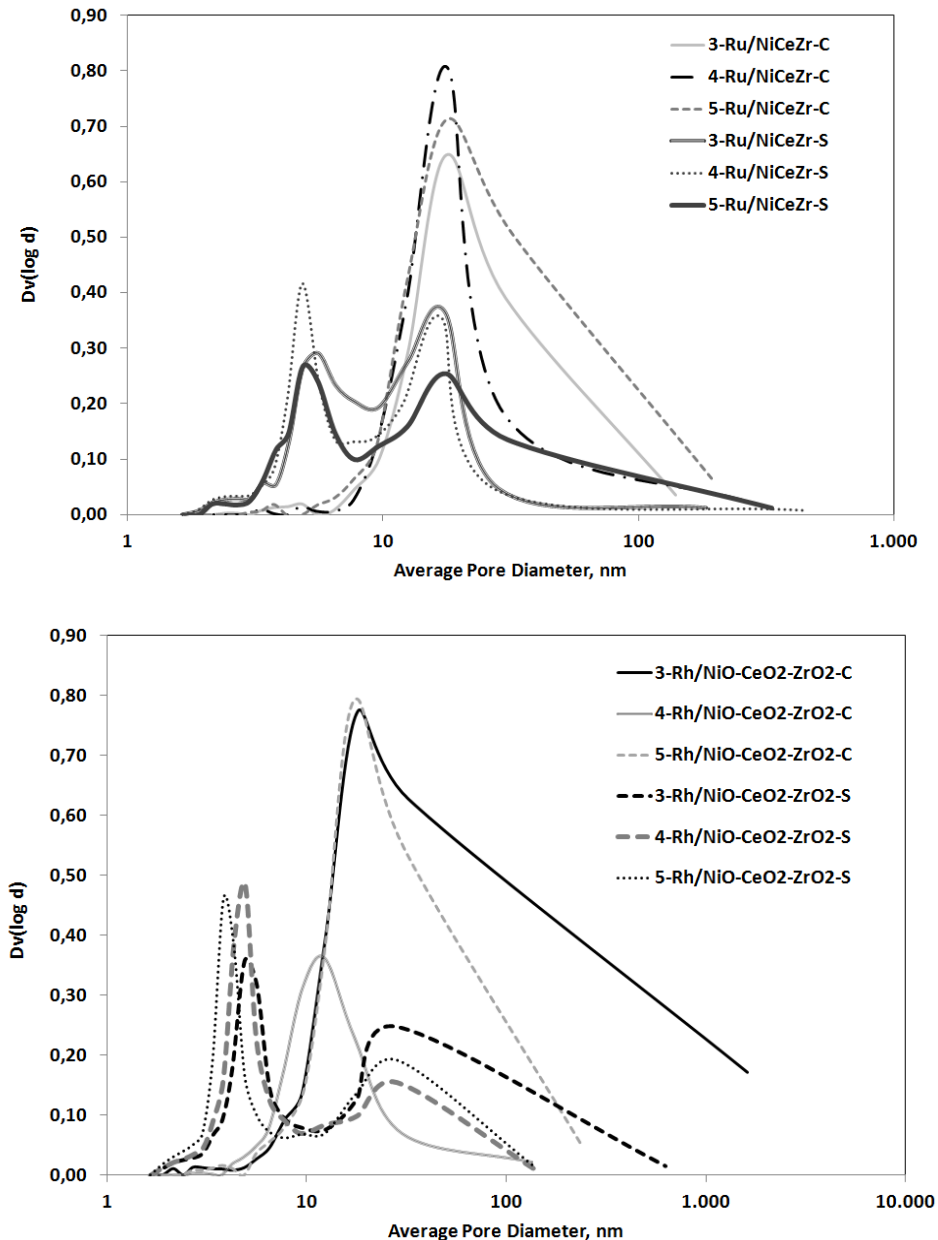 0,90
0,80
0,70
0,60
0,50
0,40
0,30
0,20
0,10
0,00
Dv(log d)
3-Ru/NiCeZr-C
4-Ru/NiCeZr-C
5-Ru/NiCeZr-C
3-Ru/NiCeZr-S
4-Ru/NiCeZr-S
5-Ru/NiCeZr-S
1 10 100 1.000
Average Pore Diameter, nm
0,90
0,80
0,70
0,60
0,50
0,40
0,30
0,20
0,10
0,00
Dv(log d)
3-Rh/NiO-CeO2-ZrO2-C
4-Rh/NiO-CeO2-ZrO2-C
5-Rh/NiO-CeO2-ZrO2-C
3-Rh/NiO-CeO2-ZrO2-S
4-Rh/NiO-CeO2-ZrO2-S
5-Rh/NiO-CeO2-ZrO2-S
1 10 100 1.000 10.000
Average Pore Diameter, nm